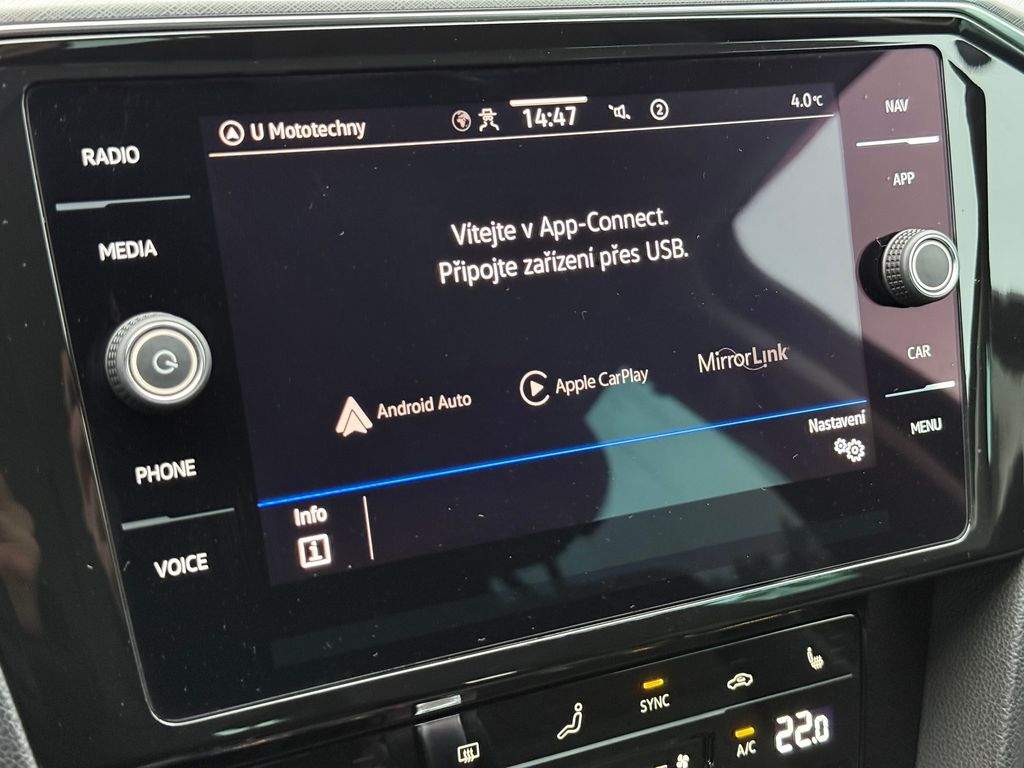 U Mototechny
14:47
2
4.0°C
RADIO
MEDIA
PHONE
VOICE
Vítejte v App-Connect.
Připojte zařízení přes USB.
Android Auto
Apple CarPlay
MirrorLink
Nastavení
Info
NAV
APP
CAR
MENU
SYNC
A/C
22.0